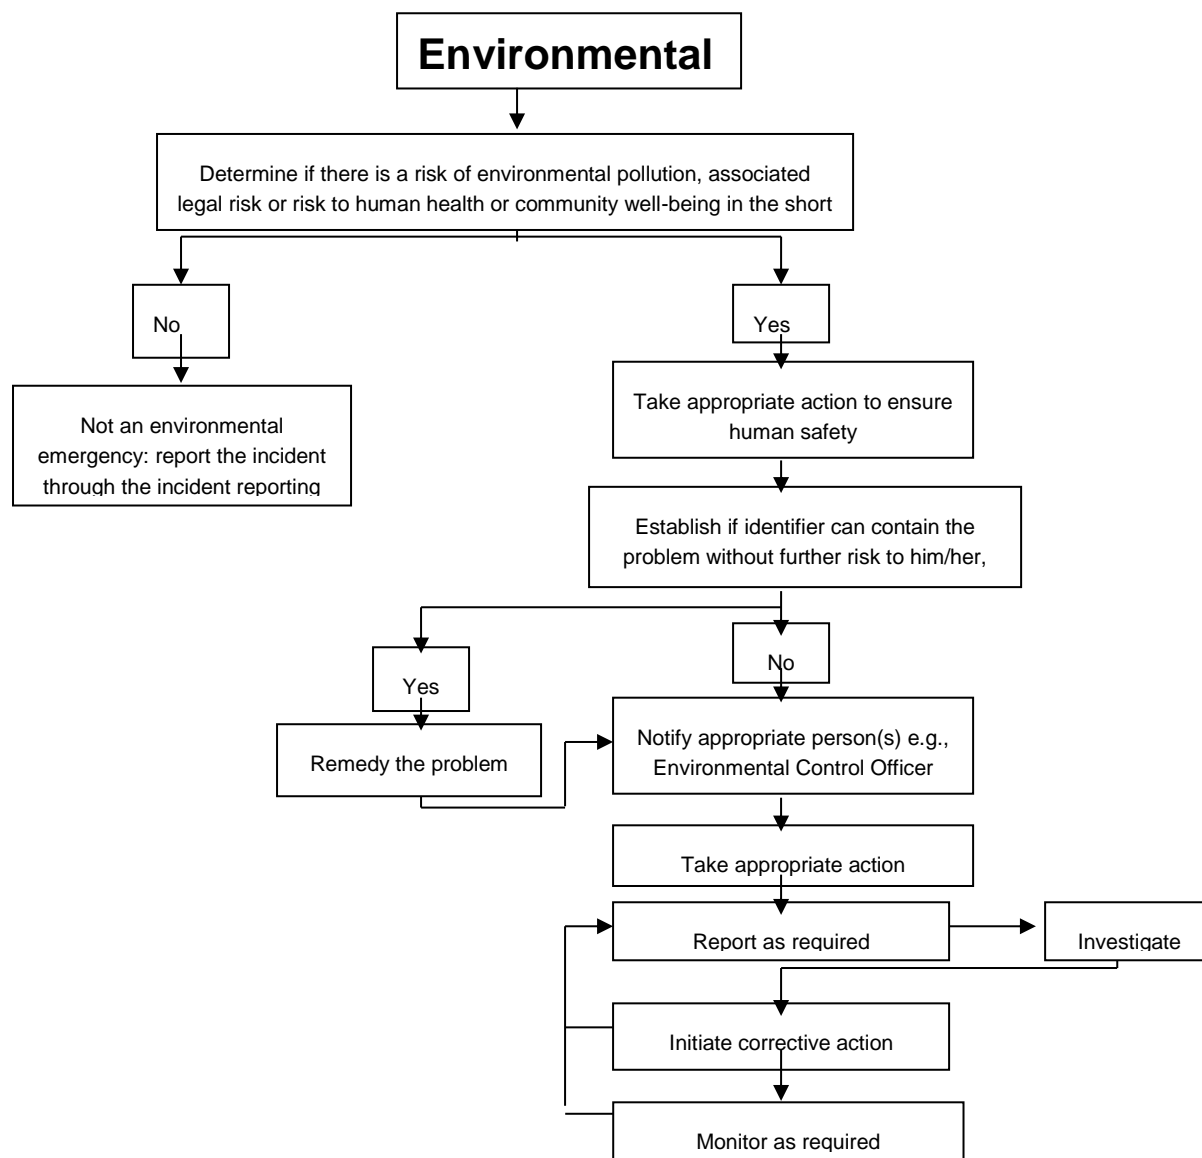 Environmental
Determine if there is a risk of environmental pollution, associated
legal risk or risk to human health or community well-being in the short
No
Yes
Not an environmental
emergency: report the incident
through the incident reporting
Take appropriate action to ensure
human safety
Establish if identifier can contain the
problem without further risk to him/her,
Yes
No
Remedy the problem
Notify appropriate person(s) e.g.,
Environmental Control Officer
Take appropriate action
Report as required
Investigate
Initiate corrective action
Monitor as required